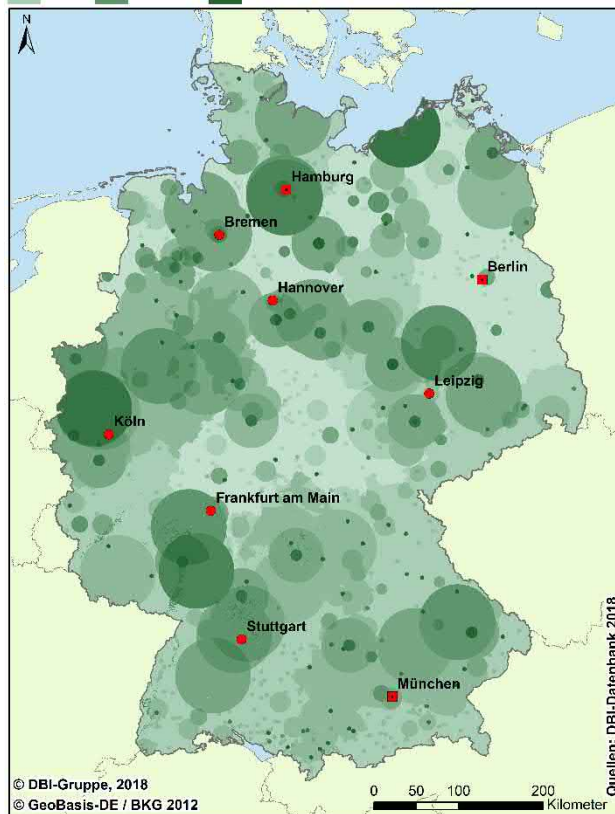 N
Hamburg
Bremen
Berlin
Hannover
Leipzig
Köln
Frankfurt am Main
Stuttgart
München
Quellen: DBI-Datenbank 2018
© DBI-Gruppe, 2018
© GeoBasis-DE / BKG 2012
0 50 100 200
Kilometer